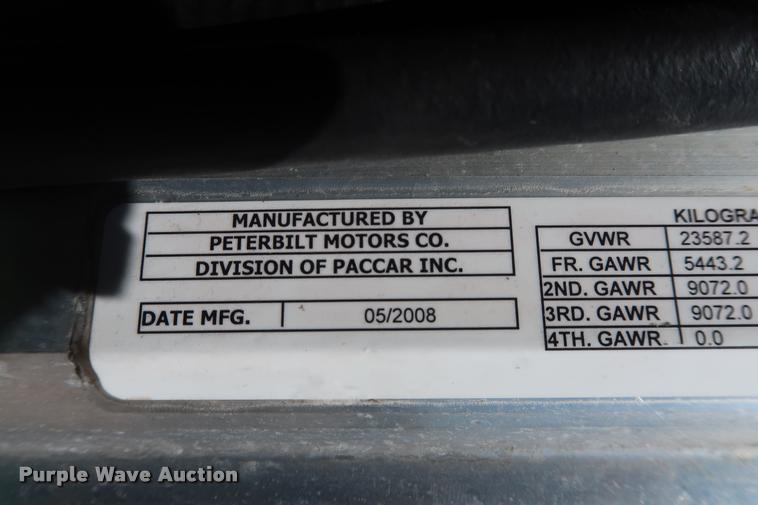 MANUFACTURED BY
PETERBILT MOTORS CO.
DIVISION OF PACCAR INC.
DATE MFG. 05/2008
KILOGRA
GVWR 23587.2
FR. GAWR 5443.2
2ND. GAWR 9072.0
3RD. GAWR 9072.0
4TH. GAWR. 0.0
Purple Wave Auction